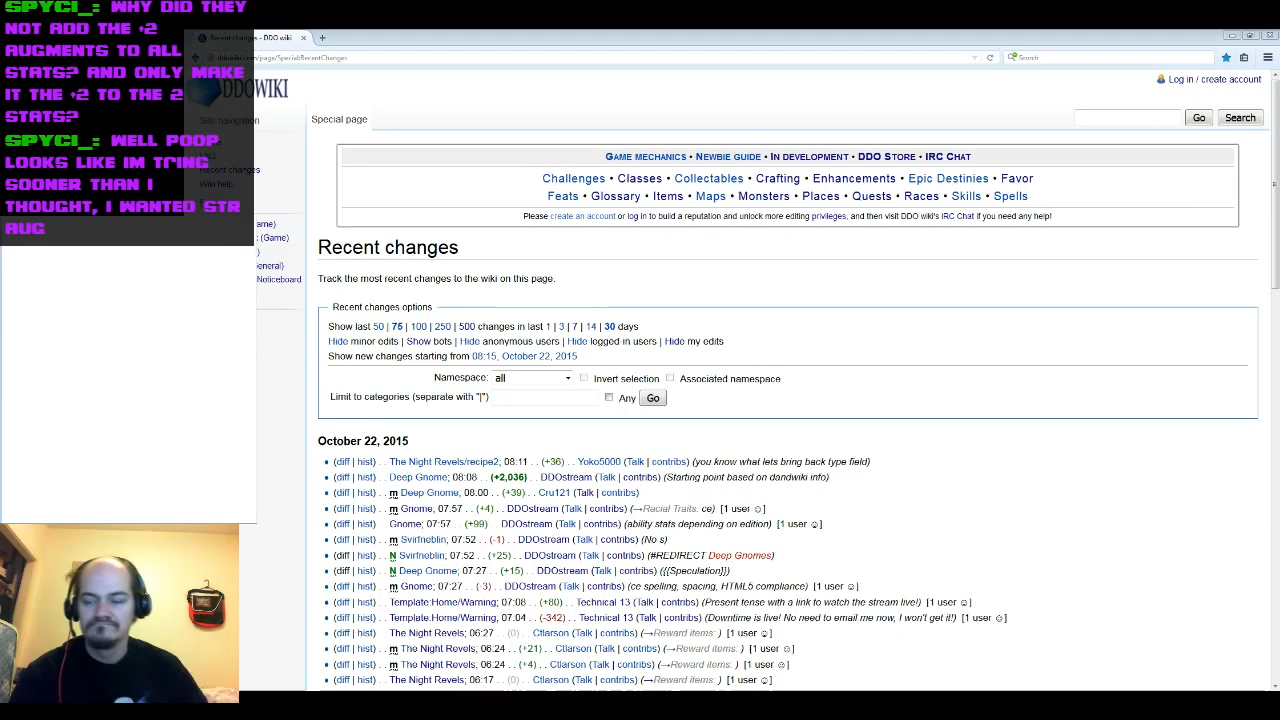 SPYCI_: WHY DID THEY
NOT ADD THE +2
AUGMENTS TO ALL
STATS? AND ONLY MAKE
IT THE +2 TO THE 2
STATS?
SPYCI_: WELL POOP
LOOKS LIKE IM TR'ING
SOONER THAN I
THOUGHT, I WANTED STR
AUG
Recent changes - DDO wiki
ddowiki.com/page/Special:RecentChanges
Search
DDOWIKI
Log in / create account
Site navigation
Recent changes
Wiki help
(Game)
General)
Noticeboard
Special page
Go Search
GAME MECHANICS • NEWBIE GUIDE • IN DEVELOPMENT • DDO STORE • IRC CHAT
Challenges • Classes • Collectables • Crafting • Enhancements • Epic Destinies • Favor
Feats • Glossary • Items • Maps • Monsters • Places • Quests • Races • Skills • Spells
Please create an account or log in to build a reputation and unlock more editing privileges, and then visit DDO wiki's IRC Chat if you need any help!
Recent changes
Track the most recent changes to the wiki on this page.
Recent changes options
Show last 50 | 75 | 100 | 250 | 500 changes in last 1 | 3 | 7 | 14 | 30 days
Hide minor edits | Show bots | Hide anonymous users | Hide logged-in users | Hide my edits
Show new changes starting from 08:15, October 22, 2015
Namespace: all Invert selection Associated namespace
Limit to categories (separate with "|") Any Go
October 22, 2015
(diff | hist) . . The Night Revels/recipe2; 08:11 . . (+36) . . Yoko5000 (Talk | contribs) (you know what lets bring back type field)
(diff | hist) . . Deep Gnome; 08:08 . . (+2,036) . . DDOstream (Talk | contribs) (Starting point based on dandwiki info)
(diff | hist) . . m Deep Gnome; 08:00 . . (+39) . . Cru121 (Talk | contribs)
(diff | hist) . . m Gnome; 07:57 . . (+4) . . DDOstream (Talk | contribs) (→Racial Traits: ce) [1 user ☺]
(diff | hist) . . Gnome; 07:57 . . (+99) . . DDOstream (Talk | contribs) (ability stats depending on edition) [1 user ☺]
(diff | hist) . . m Svirfneblin; 07:52 . . (-1) . . DDOstream (Talk | contribs) (No s)
(diff | hist) . . N Svirfneblin; 07:52 . . (+25) . . DDOstream (Talk | contribs) (#REDIRECT Deep Gnomes)
(diff | hist) . . N Deep Gnome; 07:27 . . (+15) . . DDOstream (Talk | contribs) ({{Speculation}})
(diff | hist) . . m Gnome; 07:27 . . (-3) . . DDOstream (Talk | contribs) (ce spelling, spacing, HTML5 compliance) [1 user ☺]
(diff | hist) . . Template:Home/Warning; 07:08 . . (+80) . . Technical 13 (Talk | contribs) (Present tense with a link to watch the stream live!) [1 user ☺]
(diff | hist) . . Template:Home/Warning; 07:04 . . (-342) . . Technical 13 (Talk | contribs) (Downtime is live! No need to email me now, I won't get it!) [1 user ☺]
(diff | hist) . . The Night Revels; 06:27 . . (0) . . Ctlarson (Talk | contribs) (→Reward items: ) [1 user ☺]
(diff | hist) . . m The Night Revels; 06:24 . . (+21) . . Ctlarson (Talk | contribs) (→Reward items: ) [1 user ☺]
(diff | hist) . . m The Night Revels; 06:24 . . (+4) . . Ctlarson (Talk | contribs) (→Reward items: ) [1 user ☺]
(diff | hist) . . m The Night Revels; 06:17 . . (0) . . Ctlarson (Talk | contribs) (→Reward items: ) [1 user ☺]